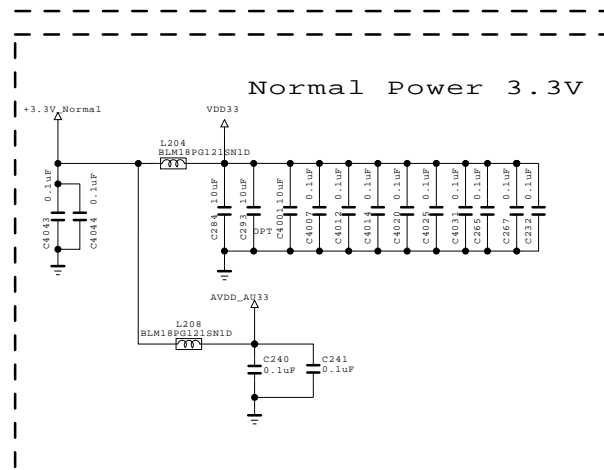 Normal Power 3.3V
+3.3V_Normal
VDD33
L204
BLM18PG121SN1D
C4043 0.1uF
C4044 0.1uF
C284 10uF
C293 10uF
OPT
C4001 10uF
C4007 0.1uF
C4012 0.1uF
C4014 0.1uF
C4020 0.1uF
C4025 0.1uF
C4031 0.1uF
C265 0.1uF
C267 0.1uF
C232 0.1uF
AVDD_AU33
L208
BLM18PG121SN1D
C240
0.1uF
C241
0.1uF